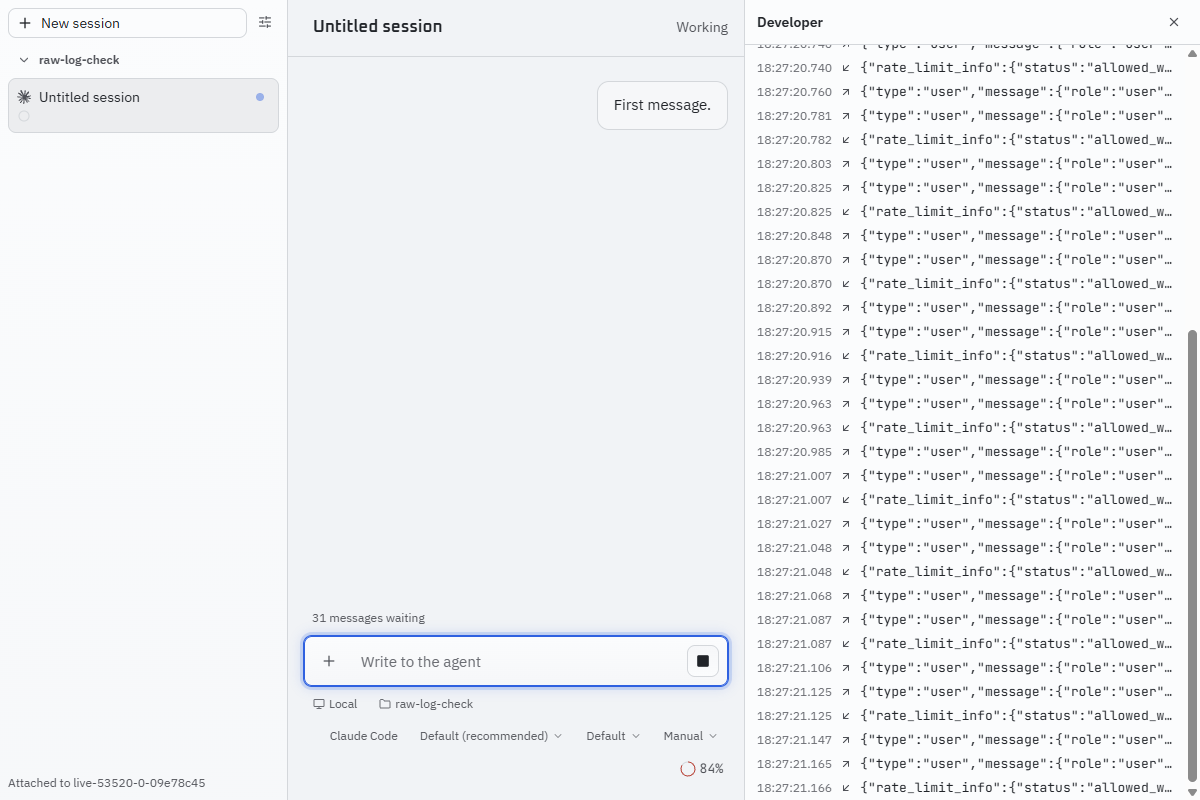 New session
raw-log-check
Untitled session
Attached to live-53520-0-09e78c45
Untitled session
Working
First message.
31 messages waiting
Write to the agent
Local
raw-log-check
Claude Code
Default (recommended)
Default
Manual
84%
Developer
18:27:20.740 ↗ {"type":"user","message":{"role":"user"…
18:27:20.740 ↙ {"rate_limit_info":{"status":"allowed_w…
18:27:20.760 ↗ {"type":"user","message":{"role":"user"…
18:27:20.781 ↗ {"type":"user","message":{"role":"user"…
18:27:20.782 ↙ {"rate_limit_info":{"status":"allowed_w…
18:27:20.803 ↗ {"type":"user","message":{"role":"user"…
18:27:20.825 ↗ {"type":"user","message":{"role":"user"…
18:27:20.825 ↙ {"rate_limit_info":{"status":"allowed_w…
18:27:20.848 ↗ {"type":"user","message":{"role":"user"…
18:27:20.870 ↗ {"type":"user","message":{"role":"user"…
18:27:20.870 ↙ {"rate_limit_info":{"status":"allowed_w…
18:27:20.892 ↗ {"type":"user","message":{"role":"user"…
18:27:20.915 ↗ {"type":"user","message":{"role":"user"…
18:27:20.916 ↙ {"rate_limit_info":{"status":"allowed_w…
18:27:20.939 ↗ {"type":"user","message":{"role":"user"…
18:27:20.963 ↗ {"type":"user","message":{"role":"user"…
18:27:20.963 ↙ {"rate_limit_info":{"status":"allowed_w…
18:27:20.985 ↗ {"type":"user","message":{"role":"user"…
18:27:21.007 ↗ {"type":"user","message":{"role":"user"…
18:27:21.007 ↙ {"rate_limit_info":{"status":"allowed_w…
18:27:21.027 ↗ {"type":"user","message":{"role":"user"…
18:27:21.048 ↗ {"type":"user","message":{"role":"user"…
18:27:21.048 ↙ {"rate_limit_info":{"status":"allowed_w…
18:27:21.068 ↗ {"type":"user","message":{"role":"user"…
18:27:21.087 ↗ {"type":"user","message":{"role":"user"…
18:27:21.087 ↙ {"rate_limit_info":{"status":"allowed_w…
18:27:21.106 ↗ {"type":"user","message":{"role":"user"…
18:27:21.125 ↗ {"type":"user","message":{"role":"user"…
18:27:21.125 ↙ {"rate_limit_info":{"status":"allowed_w…
18:27:21.147 ↗ {"type":"user","message":{"role":"user"…
18:27:21.165 ↗ {"type":"user","message":{"role":"user"…
18:27:21.166 ↙ {"rate_limit_info":{"status":"allowed_w…